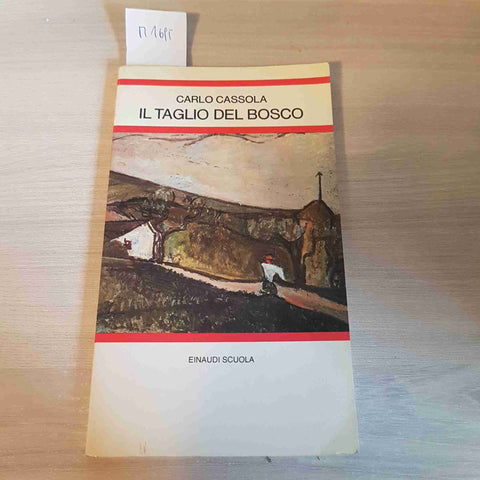 CARLO CASSOLA
IL TAGLIO DEL BOSCO
EINAUDI SCUOLA